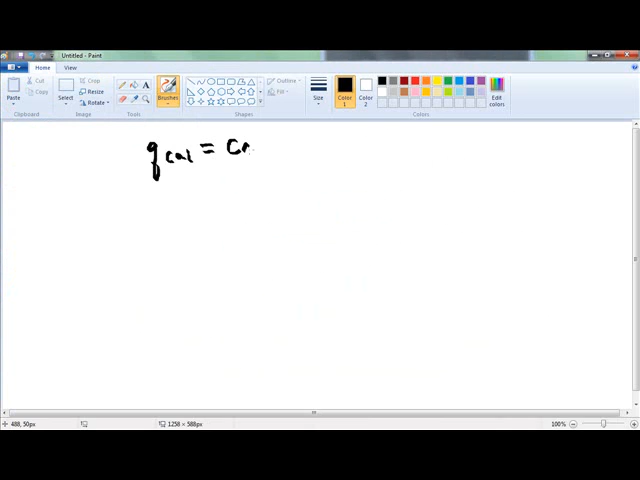 Untitled - Paint
Home View
Paste Cut Copy Select Crop Resize Rotate Brushes Outline Fill Size Color 1 Color 2 Edit colors
Clipboard Image Tools Shapes Colors
qcal = Cm
488, 50px 1258 × 588px 100%